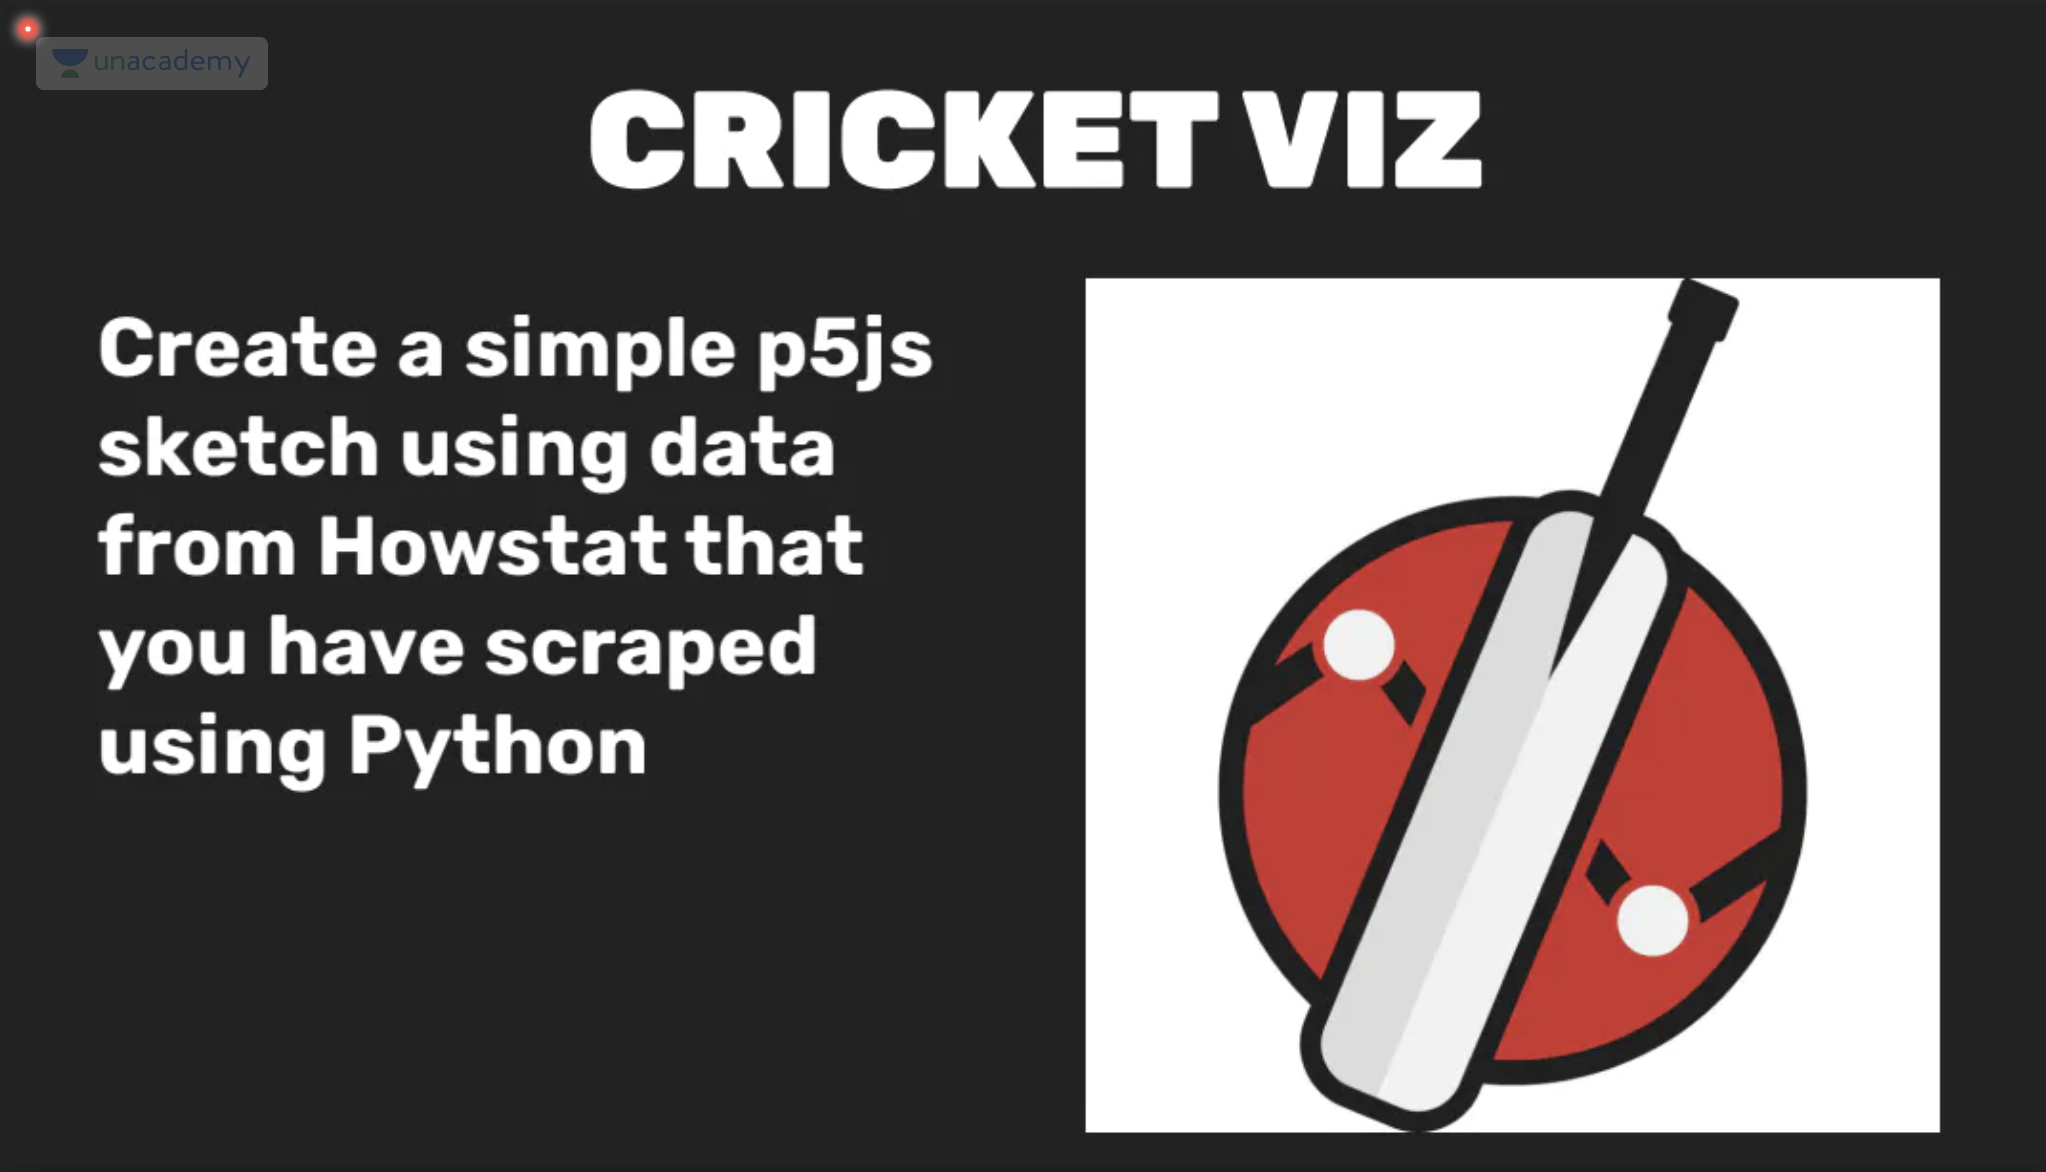 unacademy
CRICKET VIZ
Create a simple p5js
sketch using data
from Howstat that
you have scraped
using Python